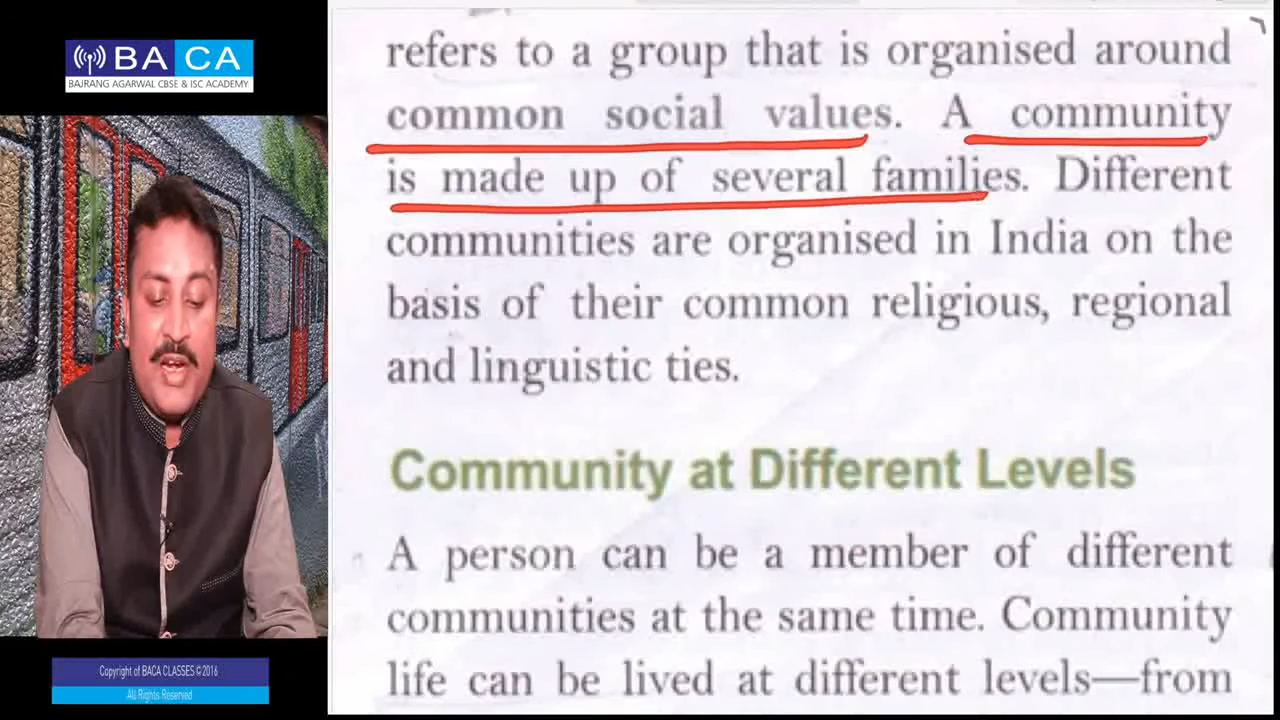 BACA
BAJRANG AGARWAL CBSE & ISC ACADEMY
refers to a group that is organised around
common social values. A community
is made up of several families. Different
communities are organised in India on the
basis of their common religious, regional
and linguistic ties.
Community at Different Levels
A person can be a member of different
communities at the same time. Community
life can be lived at different levels—from
Copyright of BACA CLASSES ©2016
All Rights Reserved